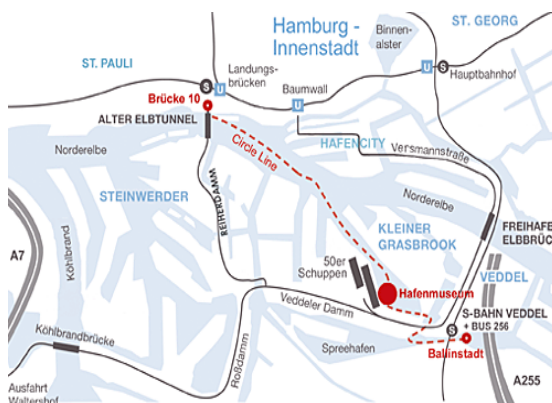 Hamburg -
Innenstadt
ST. GEORG
Binnen-
alster
ST. PAULI
S
U
Landungs-
brücken
Baumwall
U
U
S
Hauptbahnhof
Brücke 10
ALTER ELBTUNNEL
Circle Line
HAFENCITY
Versmannstraße
Norderelbe
STEINWERDER
REIHERDAMM
Norderelbe
KLEINER
GRASBROOK
FREIHAFEN
ELBBRÜC
A7
Köhlbrand
50er
Schuppen
Hafenmuseum
VEDDEL
Veddeler Damm
S
S-BAHN VEDDEL
+ BUS 256
Köhlbrandbrücke
Roßdamm
Spreehafen
Ballinstadt
Ausfahrt
Waltershof
A255